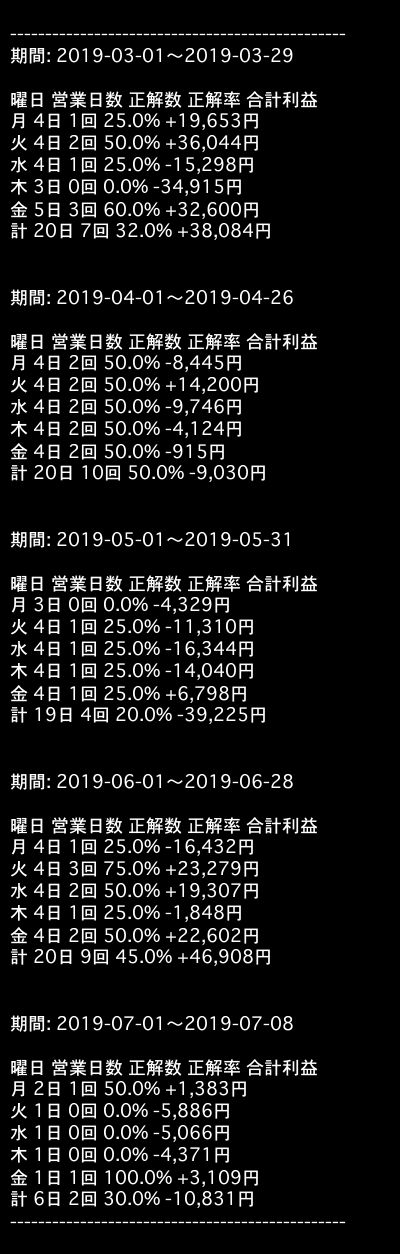 ------------------------------------------------
期間: 2019-03-01〜2019-03-29
曜日 営業日数 正解数 正解率 合計利益
月 4日 1回 25.0% +19,653円
火 4日 2回 50.0% +36,044円
水 4日 1回 25.0% -15,298円
木 3日 0回 0.0% -34,915円
金 5日 3回 60.0% +32,600円
計 20日 7回 32.0% +38,084円
期間: 2019-04-01〜2019-04-26
曜日 営業日数 正解数 正解率 合計利益
月 4日 2回 50.0% -8,445円
火 4日 2回 50.0% +14,200円
水 4日 2回 50.0% -9,746円
木 4日 2回 50.0% -4,124円
金 4日 2回 50.0% -915円
計 20日 10回 50.0% -9,030円
期間: 2019-05-01〜2019-05-31
曜日 営業日数 正解数 正解率 合計利益
月 3日 0回 0.0% -4,329円
火 4日 1回 25.0% -11,310円
水 4日 1回 25.0% -16,344円
木 4日 1回 25.0% -14,040円
金 4日 1回 25.0% +6,798円
計 19日 4回 20.0% -39,225円
期間: 2019-06-01〜2019-06-28
曜日 営業日数 正解数 正解率 合計利益
月 4日 1回 25.0% -16,432円
火 4日 3回 75.0% +23,279円
水 4日 2回 50.0% +19,307円
木 4日 1回 25.0% -1,848円
金 4日 2回 50.0% +22,602円
計 20日 9回 45.0% +46,908円
期間: 2019-07-01〜2019-07-08
曜日 営業日数 正解数 正解率 合計利益
月 2日 1回 50.0% +1,383円
火 1日 0回 0.0% -5,886円
水 1日 0回 0.0% -5,066円
木 1日 0回 0.0% -4,371円
金 1日 1回 100.0% +3,109円
計 6日 2回 30.0% -10,831円
------------------------------------------------